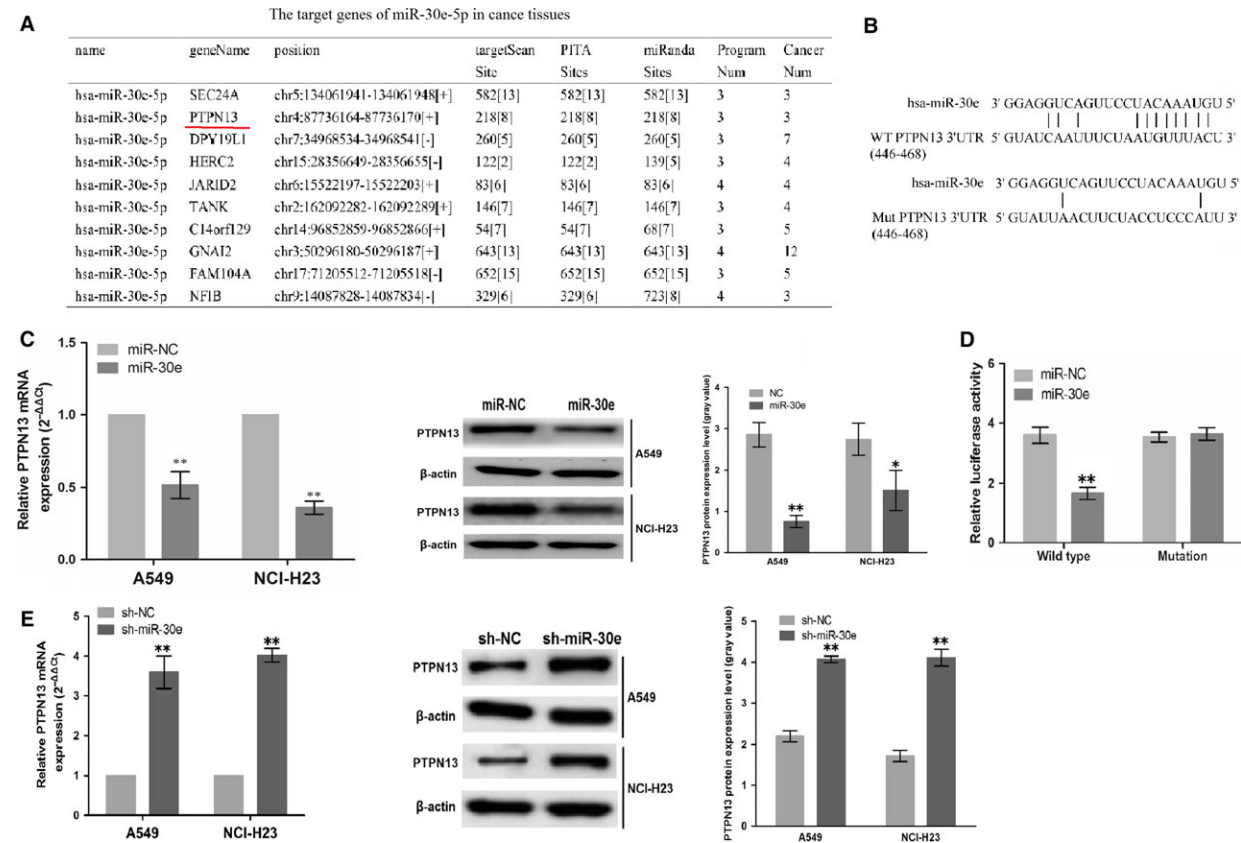 A
The target genes of miR-30e-5p in cance tissues
name geneName position targetScan PITA miRanda Program Cancer
Site Sites Sites Num Num
hsa-miR-30e-5p SEC24A chr5:134061941-134061948[+] 582[13] 582[13] 582[13] 3 3
hsa-miR-30e-5p PTPN13 chr4:87736164-87736170[+] 218[8] 218[8] 218[8] 3 3
hsa-miR-30e-5p DPY19L1 chr7:34968534-34968541[-] 260[5] 260[5] 260[5] 3 7
hsa-miR-30e-5p HERC2 chr15:28356649-28356655[-] 122[2] 122[2] 139[5] 3 4
hsa-miR-30e-5p JARID2 chr6:15522197-15522203[+] 83[6] 83[6] 83[6] 4 4
hsa-miR-30e-5p TANK chr2:162092282-162092289[+] 146[7] 146[7] 146[7] 3 4
hsa-miR-30e-5p C14orf129 chr14:96852859-96852866[+] 54[7] 54[7] 68[7] 3 5
hsa-miR-30e-5p GNAI2 chr3:50296180-50296187[+] 643[13] 643[13] 643[13] 4 12
hsa-miR-30e-5p FAM104A chr17:71205512-71205518[-] 652[15] 652[15] 652[15] 3 5
hsa-miR-30e-5p NFIB chr9:14087828-14087834[-] 329[6] 329[6] 723[8] 4 3
B
hsa-miR-30e 3' GGAGGUCAGUUCCUACAAAUGU 5'
WT PTPN13 3'UTR 5' GUAUCAAUUUCUAAUGUUUACU 3'
(446-468)
hsa-miR-30e 3' GGAGGUCAGUUCCUACAAAUGU 5'
Mut PTPN13 3'UTR 5' GUAUUAACUUCUACCUCCCAUU 3'
(446-468)
C
Relative PTPN13 mRNA
expression (2⁻ΔΔCt)
1.5
1.0
0.5
0.0
miR-NC
miR-30e
**
**
A549 NCI-H23
miR-NC miR-30e
PTPN13
β-actin
A549
PTPN13
β-actin
NCI-H23
PTPN13 protein expression level (gray value)
4
3
2
1
0
NC
miR-30e
**
*
A549 NCI-H23
D
Relative luciferase activity
6
4
2
0
miR-NC
miR-30e
**
Wild type Mutation
E
Relative PTPN13 mRNA
expression (2⁻ΔΔCt)
5
4
3
2
1
0
sh-NC
sh-miR-30e
**
**
A549 NCI-H23
sh-NC sh-miR-30e
PTPN13
β-actin
A549
PTPN13
β-actin
NCI-H23
PTPN13 protein expression level (gray value)
5
4
3
2
1
0
sh-NC
sh-miR-30e
**
**
A549 NCI-H23